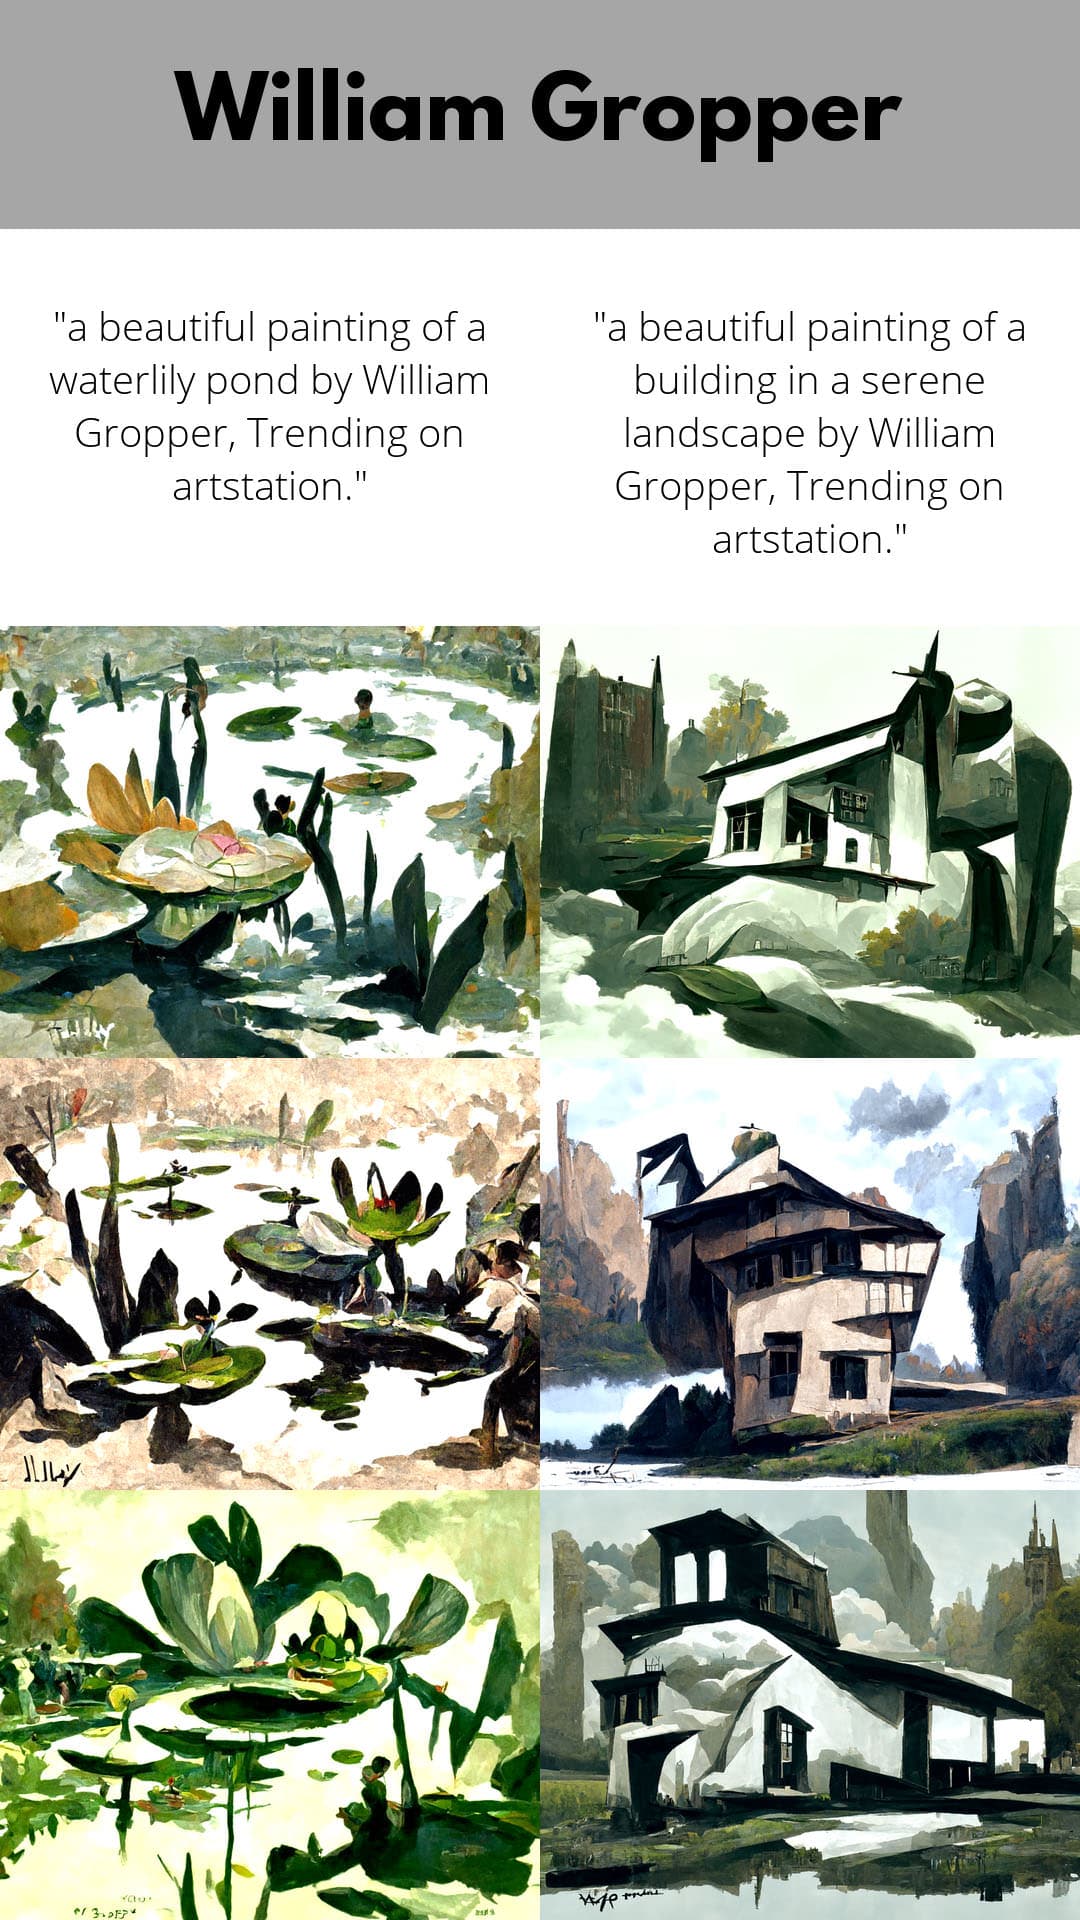 William Gropper
"a beautiful painting of a
waterlily pond by William
Gropper, Trending on
artstation."
"a beautiful painting of a
building in a serene
landscape by William
Gropper, Trending on
artstation."